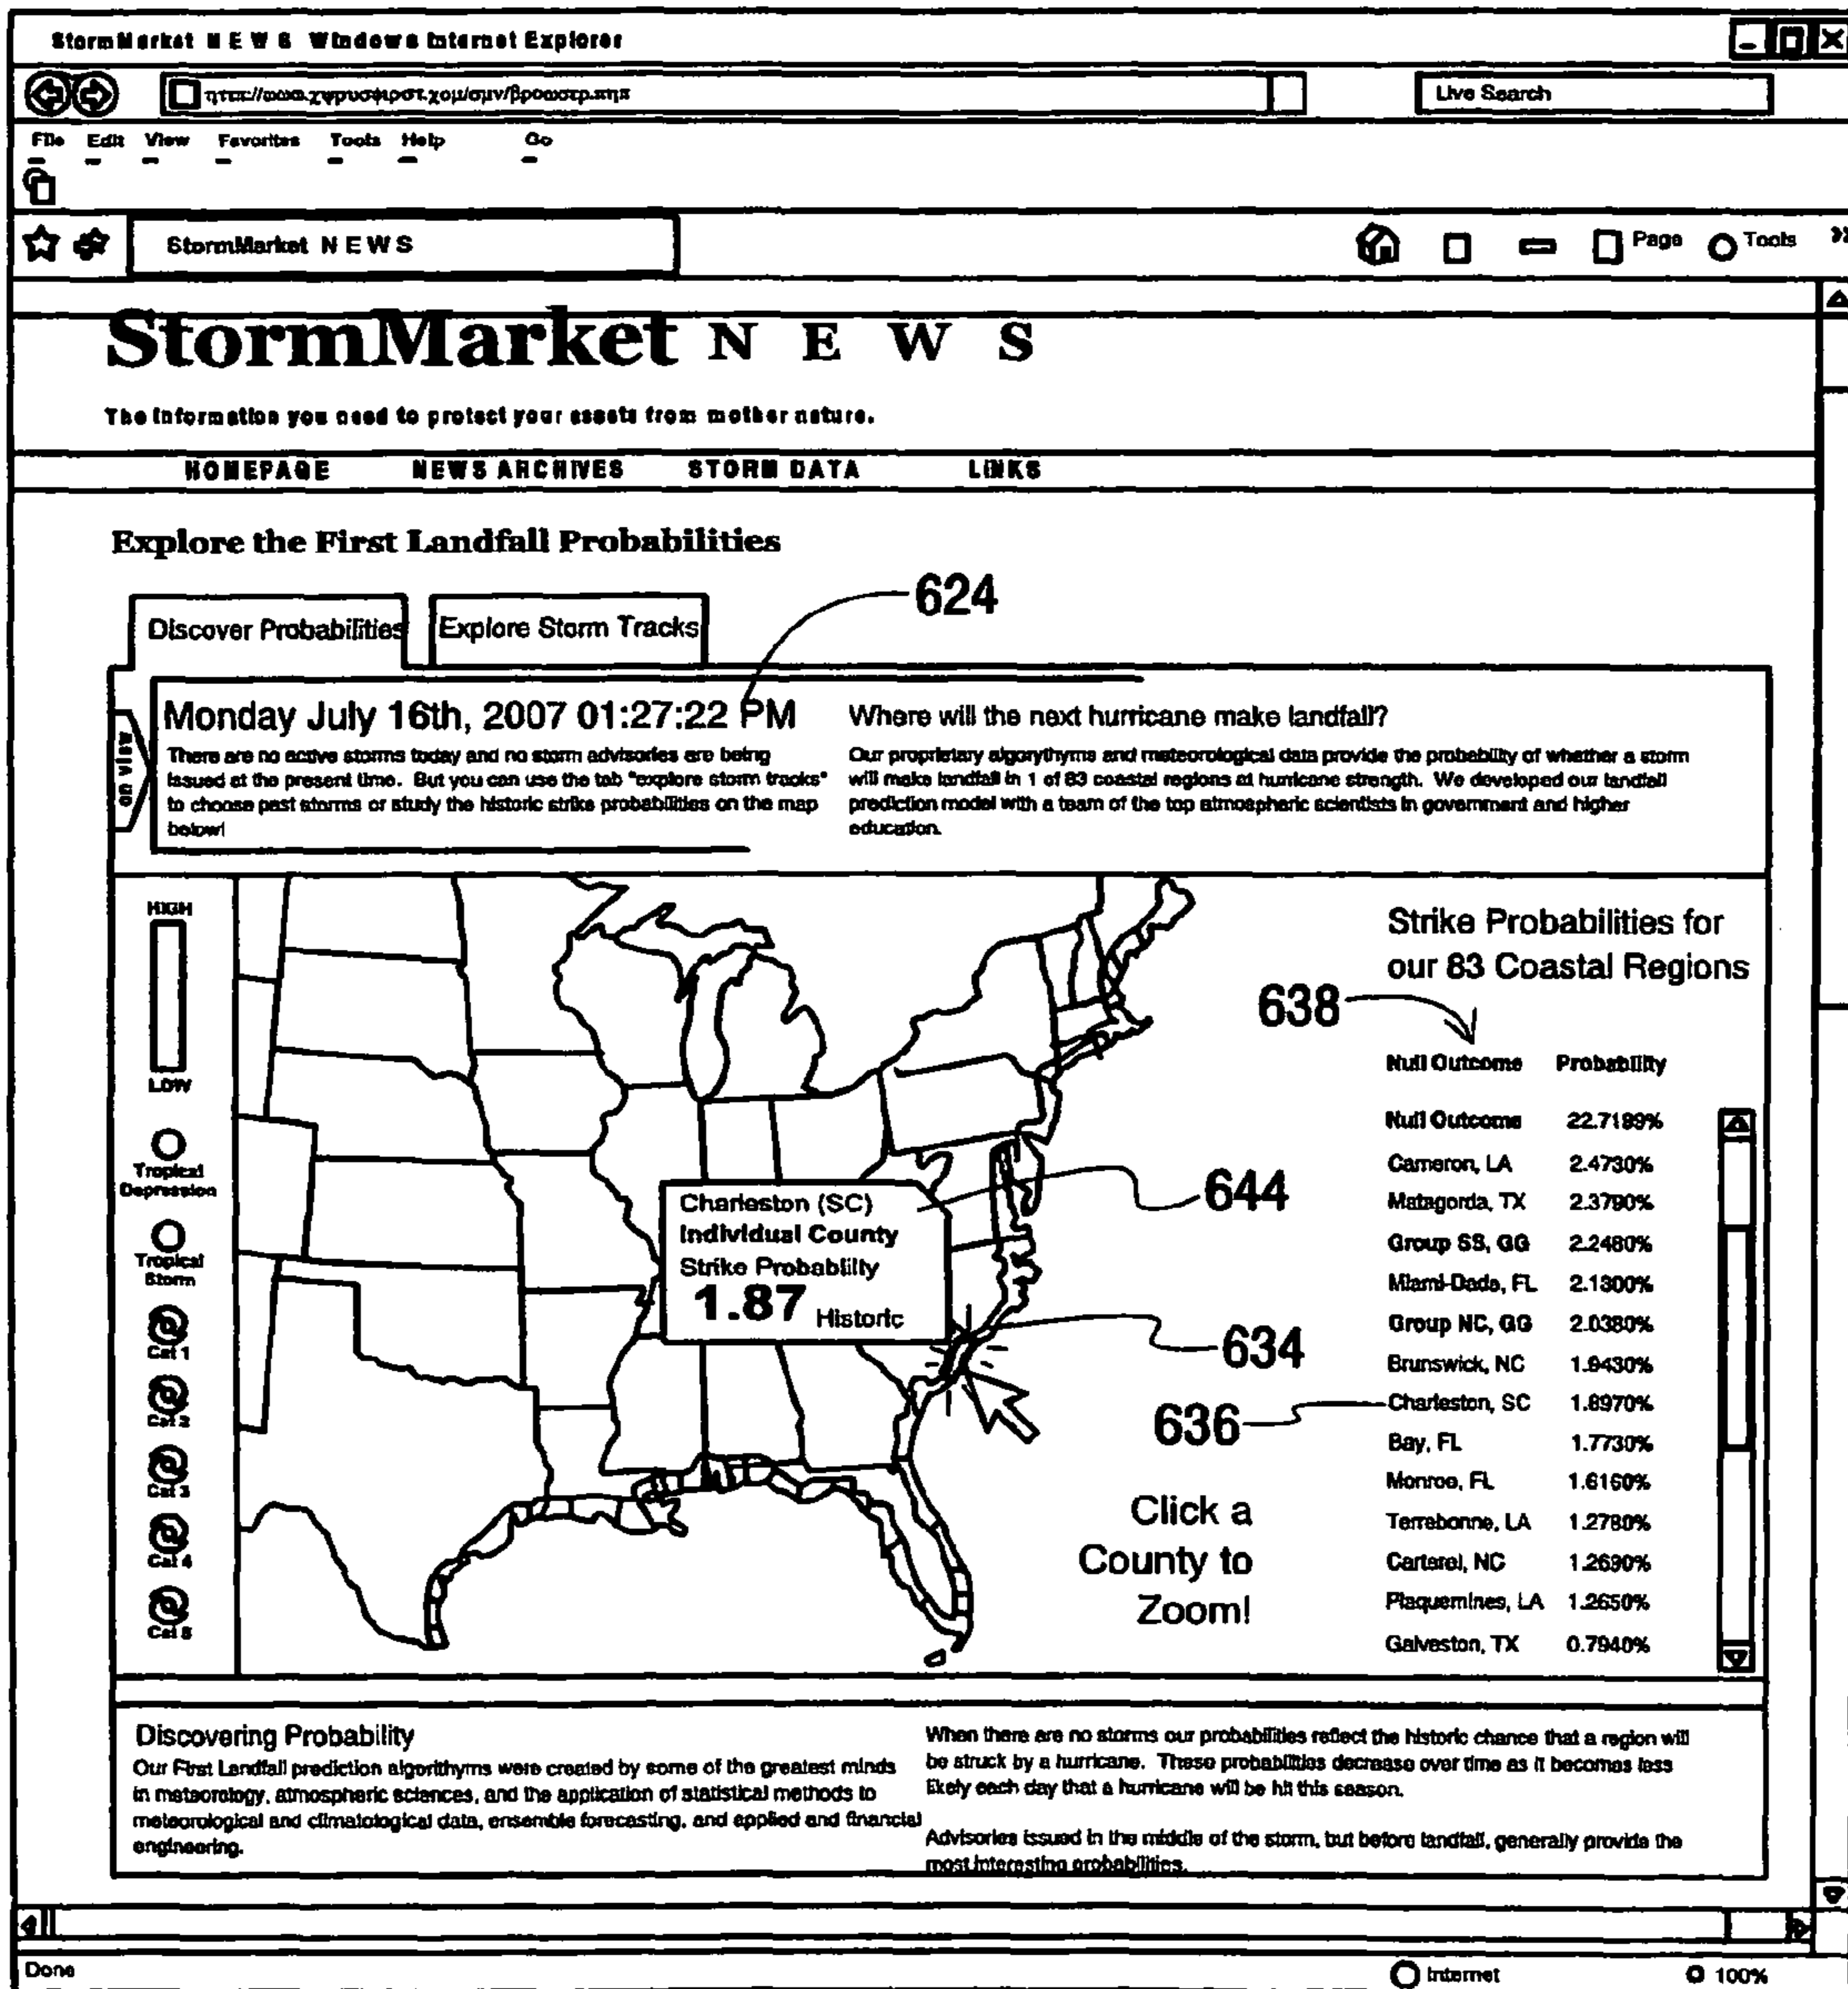 StormMarket N E W S Windows Internet Explorer
Live Search
File Edit View Favorites Tools Help Go
StormMarket N E W S
Page Tools »
StormMarket N E W S
The information you need to protect your assets from mother nature.
HOMEPAGE NEWS ARCHIVES STORM DATA LINKS
Explore the First Landfall Probabilities
624
Discover Probabilities Explore Storm Tracks
on view
Monday July 16th, 2007 01:27:22 PM
There are no active storms today and no storm advisories are being
issued at the present time. But you can use the tab "explore storm tracks"
to choose past storms or study the historic strike probabilities on the map
below!
Where will the next hurricane make landfall?
Our proprietary algorythyms and meteorological data provide the probability of whether a storm
will make landfall in 1 of 83 coastal regions at hurricane strength. We developed our landfall
prediction model with a team of the top atmospheric scientists in government and higher
education.
HIGH
LOW
Tropical
Depression
Tropical
Storm
Cat 1
Cat 2
Cat 3
Cat 4
Cat 5
Charleston (SC)
Individual County
Strike Probability
1.87 Historic
644
634
636
638
Click a
County to
Zoom!
Strike Probabilities for
our 83 Coastal Regions
Null Outcome Probability
Null Outcome 22.7189%
Cameron, LA 2.4730%
Matagorda, TX 2.3790%
Group SS, GG 2.2480%
Miami-Dade, FL 2.1300%
Group NC, GG 2.0380%
Brunswick, NC 1.9430%
Charleston, SC 1.8970%
Bay, FL 1.7730%
Monroe, FL 1.6160%
Terrebonne, LA 1.2780%
Carterel, NC 1.2690%
Plaquemines, LA 1.2650%
Galveston, TX 0.7940%
Discovering Probability
Our First Landfall prediction algorithyms were created by some of the greatest minds
in meteorology, atmospheric sciences, and the application of statistical methods to
meteorological and climatological data, ensemble forecasting, and applied and financial
engineering.
When there are no storms our probabilities reflect the historic chance that a region will
be struck by a hurricane. These probabilities decrease over time as it becomes less
likely each day that a hurricane will be hit this season.
Advisories issued in the middle of the storm, but before landfall, generally provide the
most interesting probabilities.
Done Internet 100%